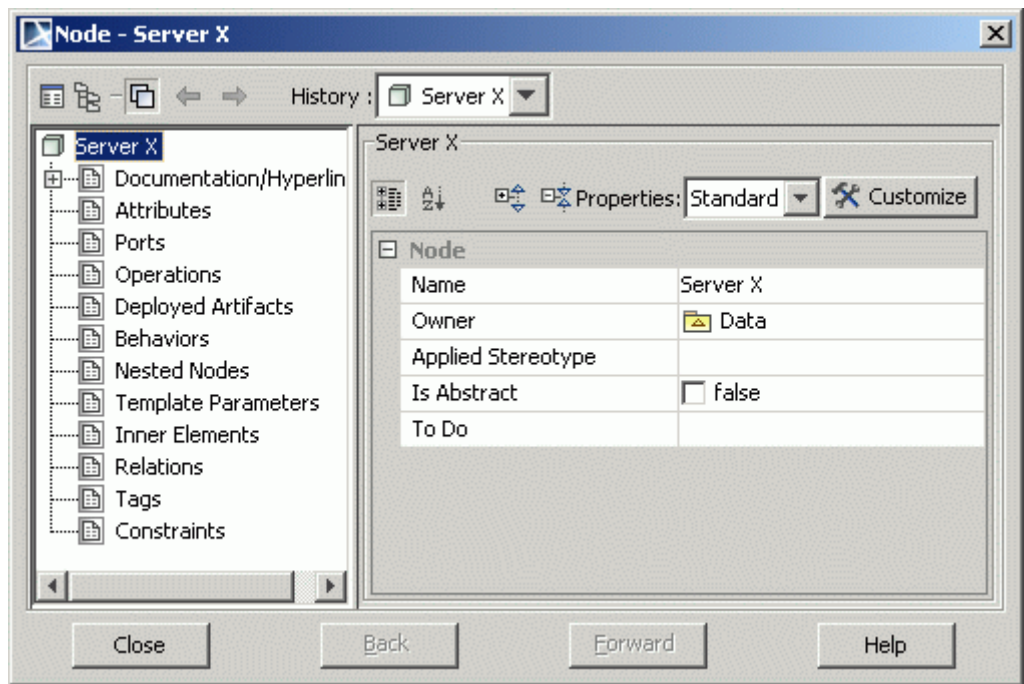 Node - Server X
History : Server X
Server X
Documentation/Hyperlin
Attributes
Ports
Operations
Deployed Artifacts
Behaviors
Nested Nodes
Template Parameters
Inner Elements
Relations
Tags
Constraints
Server X
Properties: Standard Customize
Node
Name Server X
Owner Data
Applied Stereotype
Is Abstract false
To Do
Close Back Forward Help